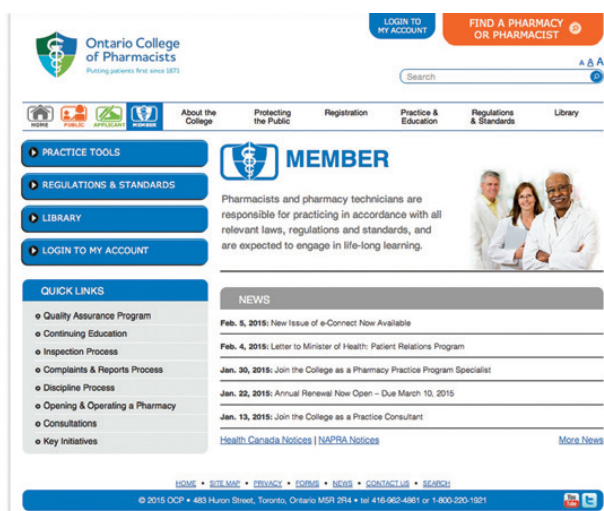 Ontario College
of Pharmacists
Putting patients first since 1871
LOGIN TO
MY ACCOUNT
FIND A PHARMACY
OR PHARMACIST
A A A
Search
HOME
PUBLIC
APPLICANT
MEMBER
About the
College
Protecting
the Public
Registration
Practice &
Education
Regulations
& Standards
Library
PRACTICE TOOLS
REGULATIONS & STANDARDS
LIBRARY
LOGIN TO MY ACCOUNT
MEMBER
Pharmacists and pharmacy technicians are
responsible for practicing in accordance with all
relevant laws, regulations and standards, and
are expected to engage in life-long learning.
QUICK LINKS
Quality Assurance Program
Continuing Education
Inspection Process
Complaints & Reports Process
Discipline Process
Opening & Operating a Pharmacy
Consultations
Key Initiatives
NEWS
Feb. 5, 2015: New Issue of e-Connect Now Available
Feb. 4, 2015: Letter to Minister of Health: Patient Relations Program
Jan. 30, 2015: Join the College as a Pharmacy Practice Program Specialist
Jan. 22, 2015: Annual Renewal Now Open – Due March 10, 2015
Jan. 13, 2015: Join the College as a Practice Consultant
Health Canada Notices | NAPRA Notices
More News
HOME • SITE MAP • PRIVACY • FORMS • NEWS • CONTACT US • SEARCH
© 2015 OCP • 483 Huron Street, Toronto, Ontario M5R 2R4 • tel 416-962-4861 or 1-800-220-1921
You Tube